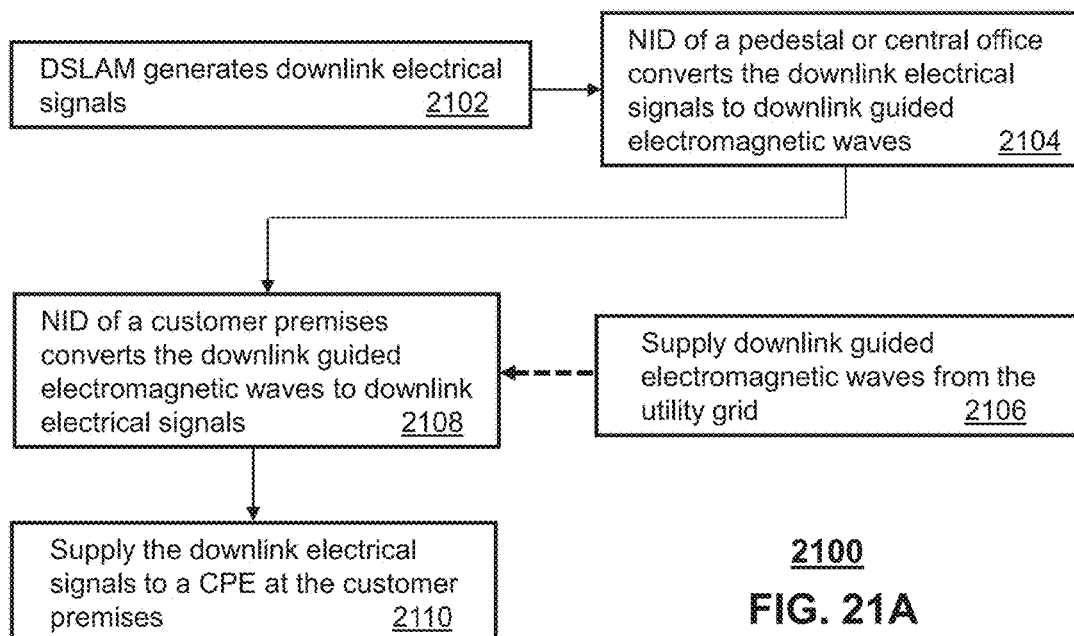 DSLAM generates downlink electrical
signals 2102
NID of a pedestal or central office
converts the downlink electrical
signals to downlink guided
electromagnetic waves 2104
NID of a customer premises
converts the downlink guided
electromagnetic waves to downlink
electrical signals 2108
Supply downlink guided
electromagnetic waves from the
utility grid 2106
Supply the downlink electrical
signals to a CPE at the customer
premises 2110
2100
FIG. 21A